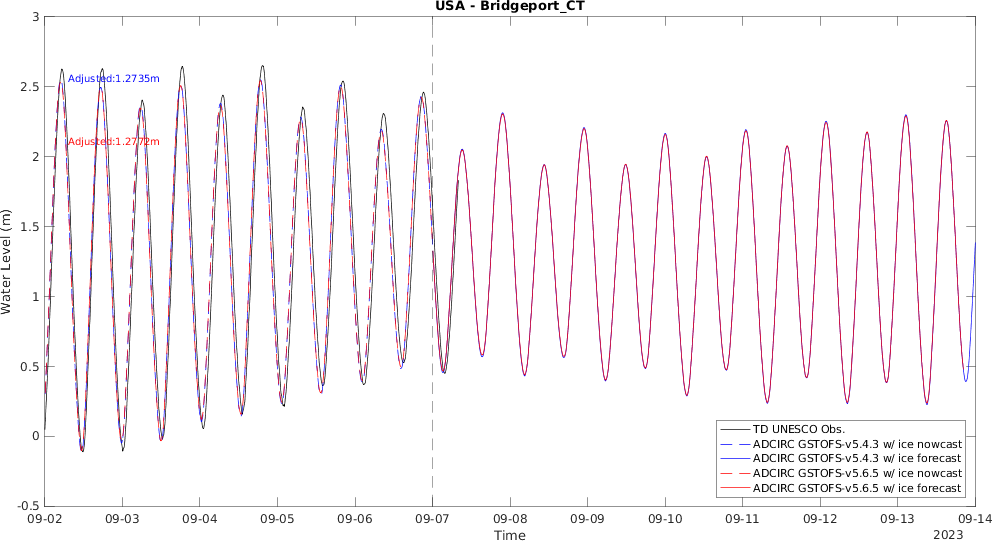 USA - Bridgeport_CT
3
2.5
2
1.5
1
0.5
0
-0.5
Water Level (m)
Adjusted:1.2735m
Adjusted:1.2772m
TD UNESCO Obs.
ADCIRC GSTOFS-v5.4.3 w/ ice nowcast
ADCIRC GSTOFS-v5.4.3 w/ ice forecast
ADCIRC GSTOFS-v5.6.5 w/ ice nowcast
ADCIRC GSTOFS-v5.6.5 w/ ice forecast
09-02 09-03 09-04 09-05 09-06 09-07 09-08 09-09 09-10 09-11 09-12 09-13 09-14
Time
2023